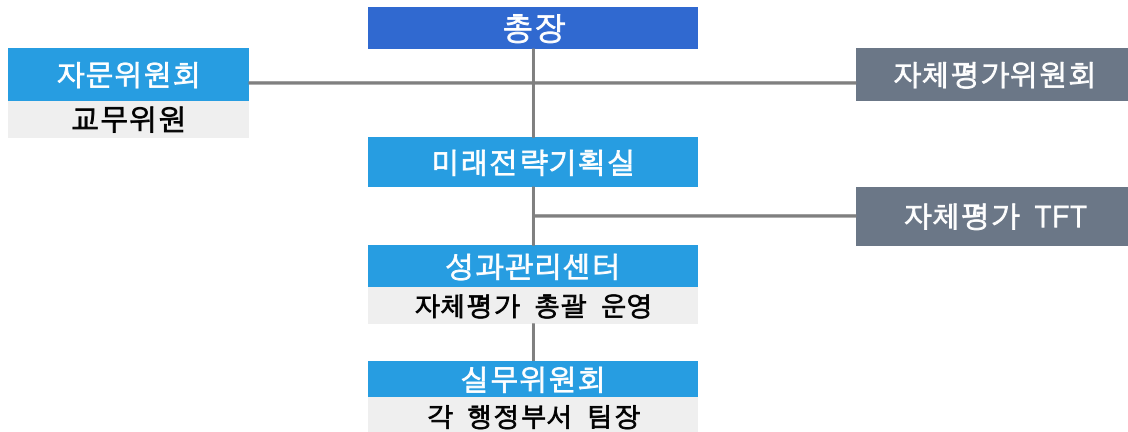 총장
자문위원회
교무위원
자체평가위원회
미래전략기획실
자체평가 TFT
성과관리센터
자체평가 총괄 운영
실무위원회
각 행정부서 팀장